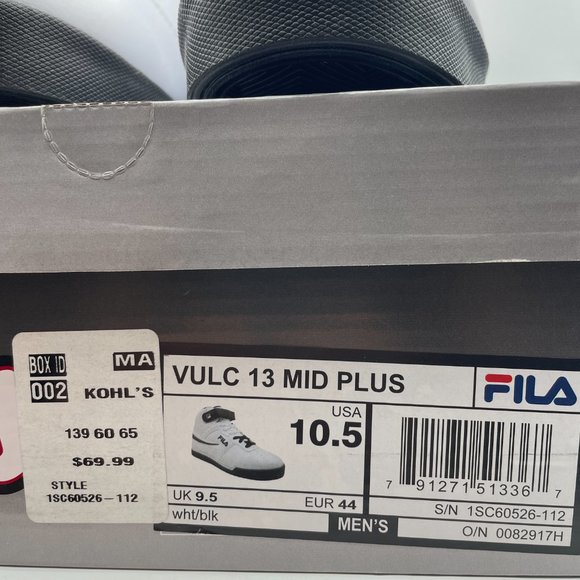 BOX ID
002
MA
KOHL'S
139 60 65
$69.99
STYLE
1SC60526-112
VULC 13 MID PLUS
FILA
USA
10.5
UK 9.5
EUR 44
wht/blk
MEN'S
7 91271 51336 7
S/N 1SC60526-112
O/N 0082917H